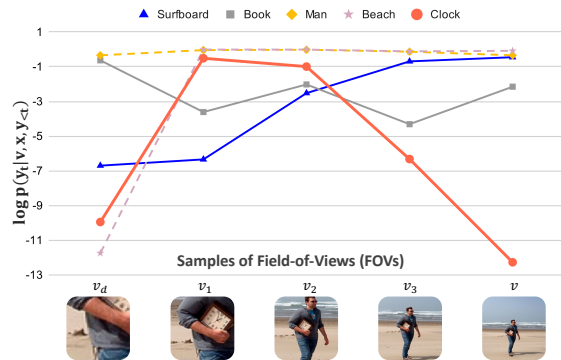 Surfboard Book Man Beach Clock
log p(y_t|v, x, y_<t)
1
-1
-3
-5
-7
-9
-11
-13
Samples of Field-of-Views (FOVs)
v_d v_1 v_2 v_3 v